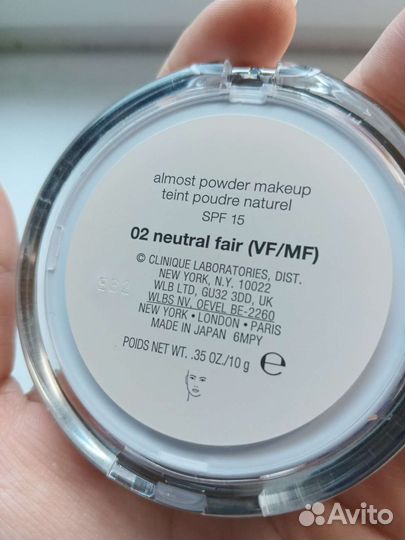 almost powder makeup
teint poudre naturel
SPF 15
02 neutral fair (VF/MF)
© CLINIQUE LABORATORIES, DIST.
NEW YORK, N.Y. 10022
WLB LTD, GU32 3DD, UK
WLBS NV, OEVEL BE-2260
NEW YORK • LONDON • PARIS
MADE IN JAPAN 6MPY
POIDS NET WT. .35 OZ./10 g ℮
Avito